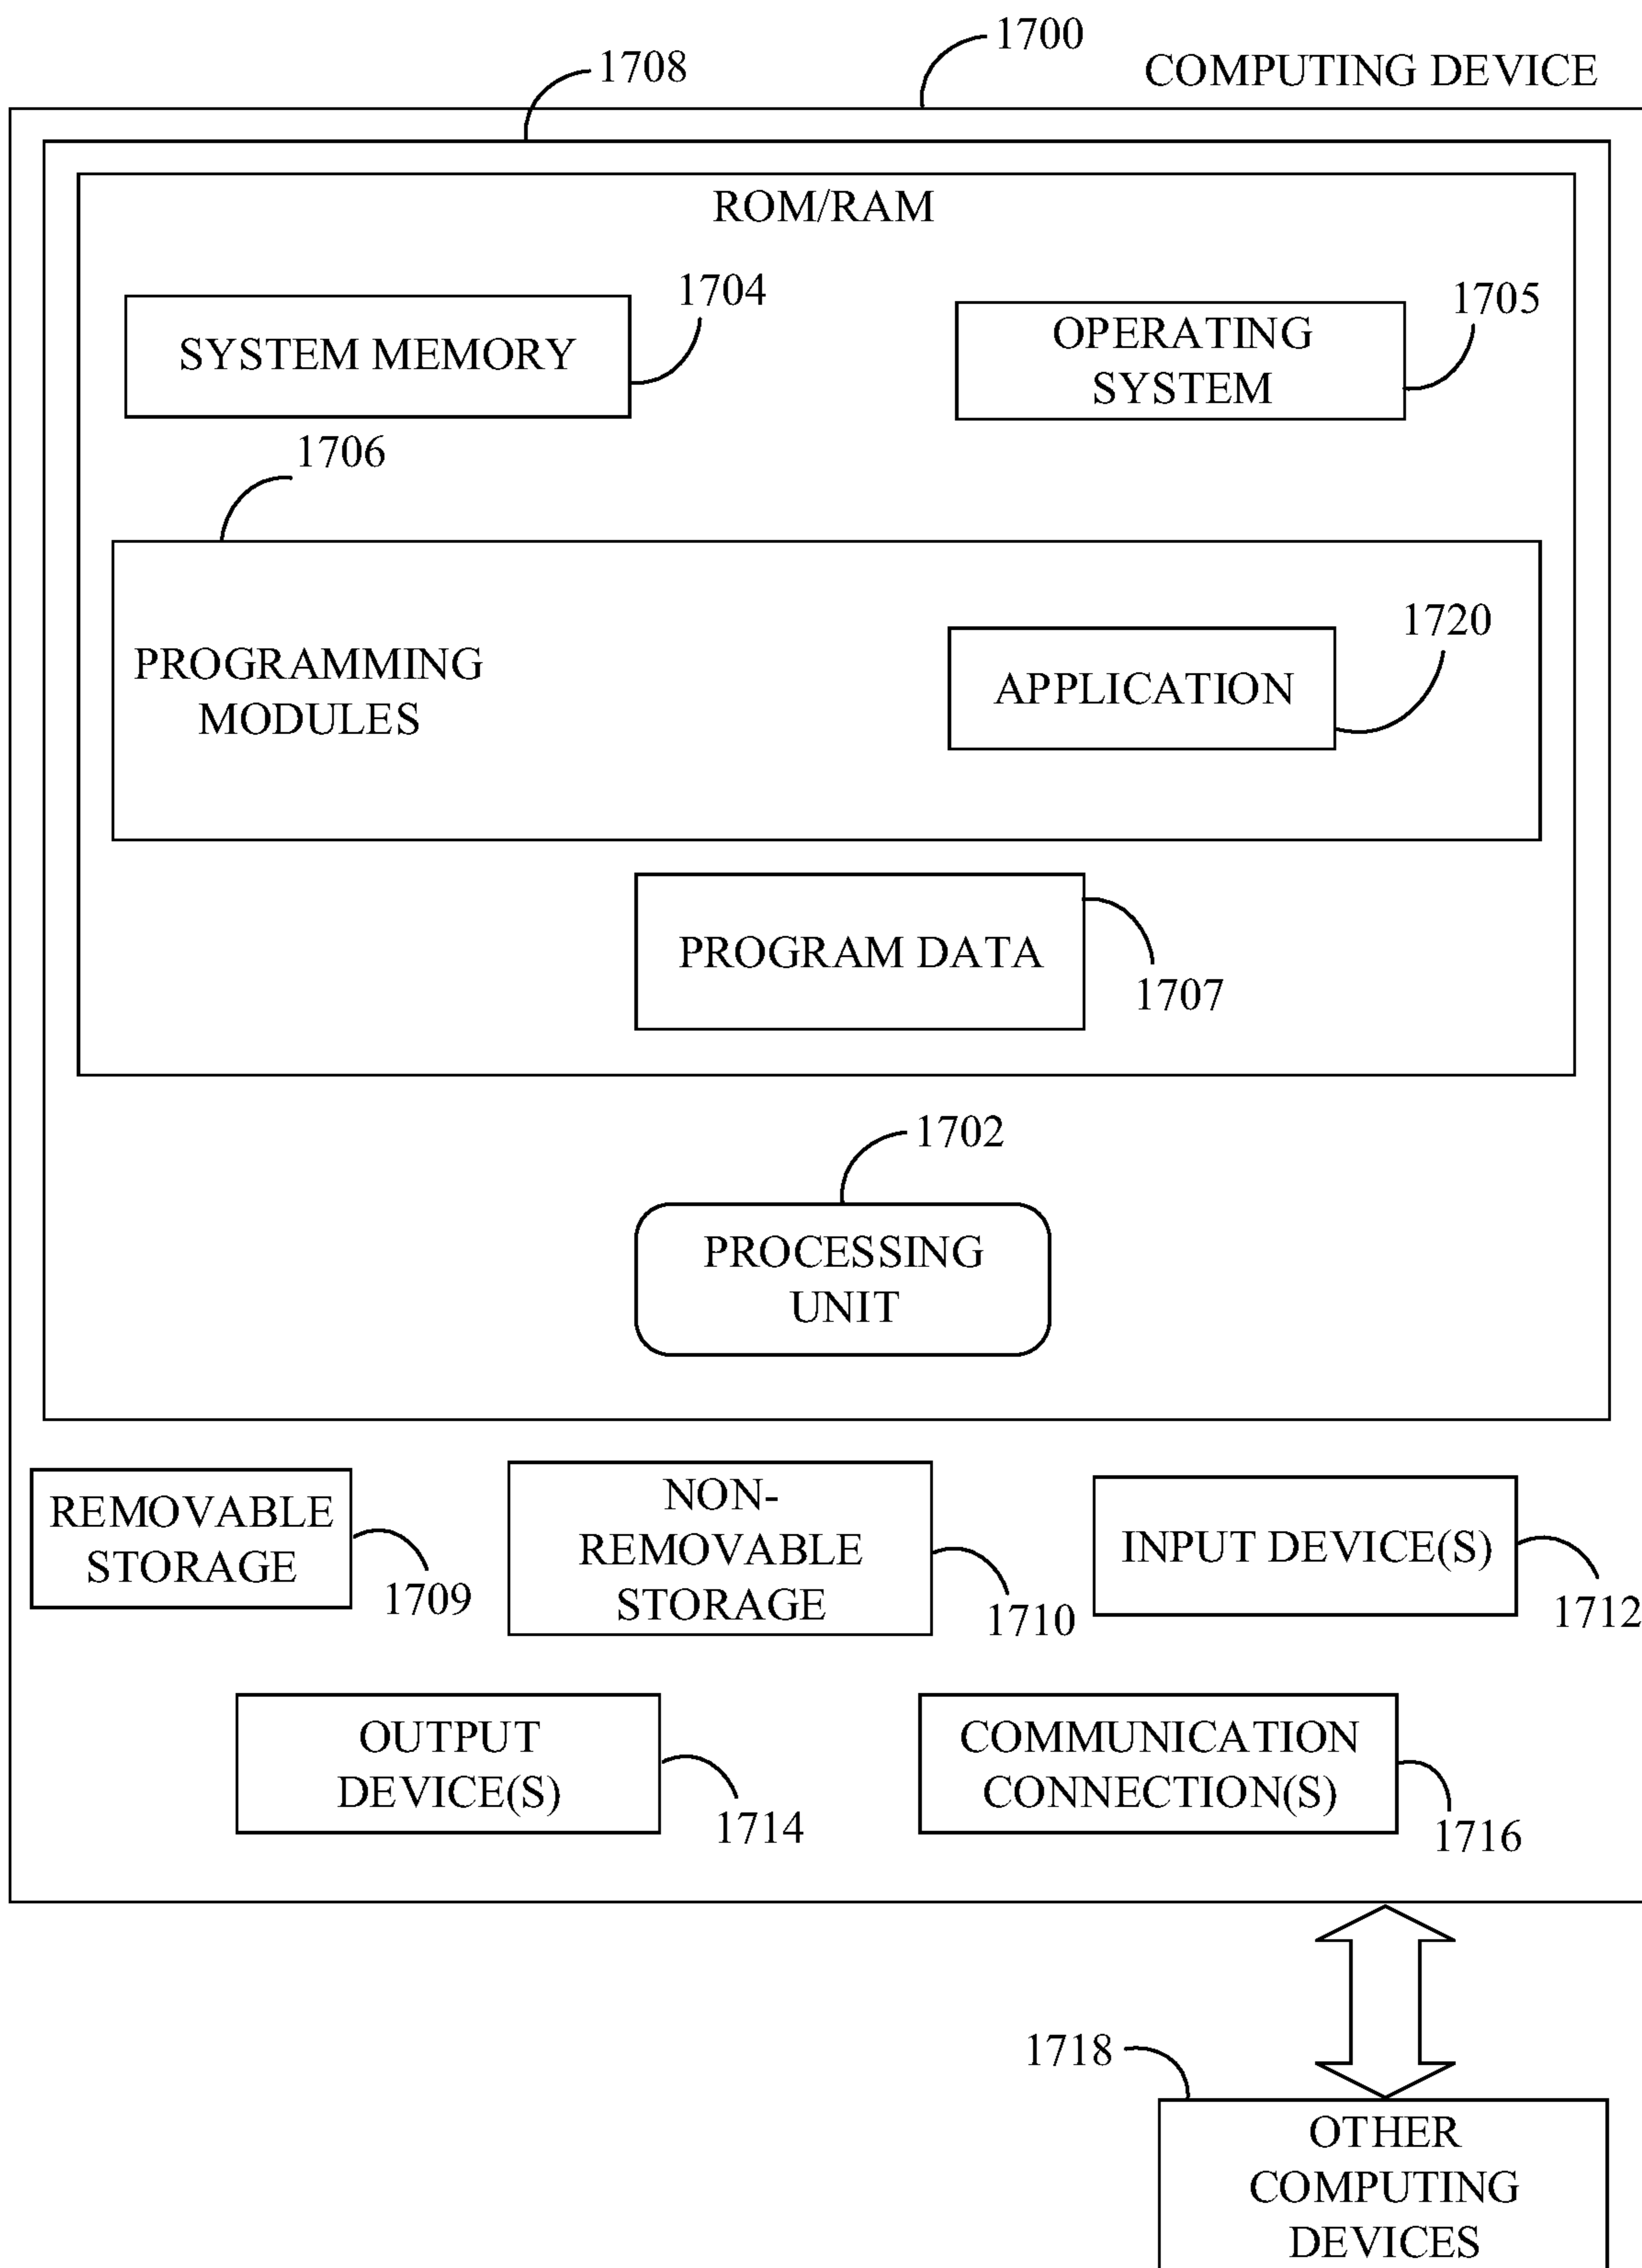 1700
1708
COMPUTING DEVICE
ROM/RAM
1704
1705
SYSTEM MEMORY
OPERATING
SYSTEM
1706
1720
PROGRAMMING
MODULES
APPLICATION
PROGRAM DATA
1707
1702
PROCESSING
UNIT
REMOVABLE
STORAGE
1709
NON-
REMOVABLE
STORAGE
1710
INPUT DEVICE(S)
1712
OUTPUT
DEVICE(S)
1714
COMMUNICATION
CONNECTION(S)
1716
1718
OTHER
COMPUTING
DEVICES